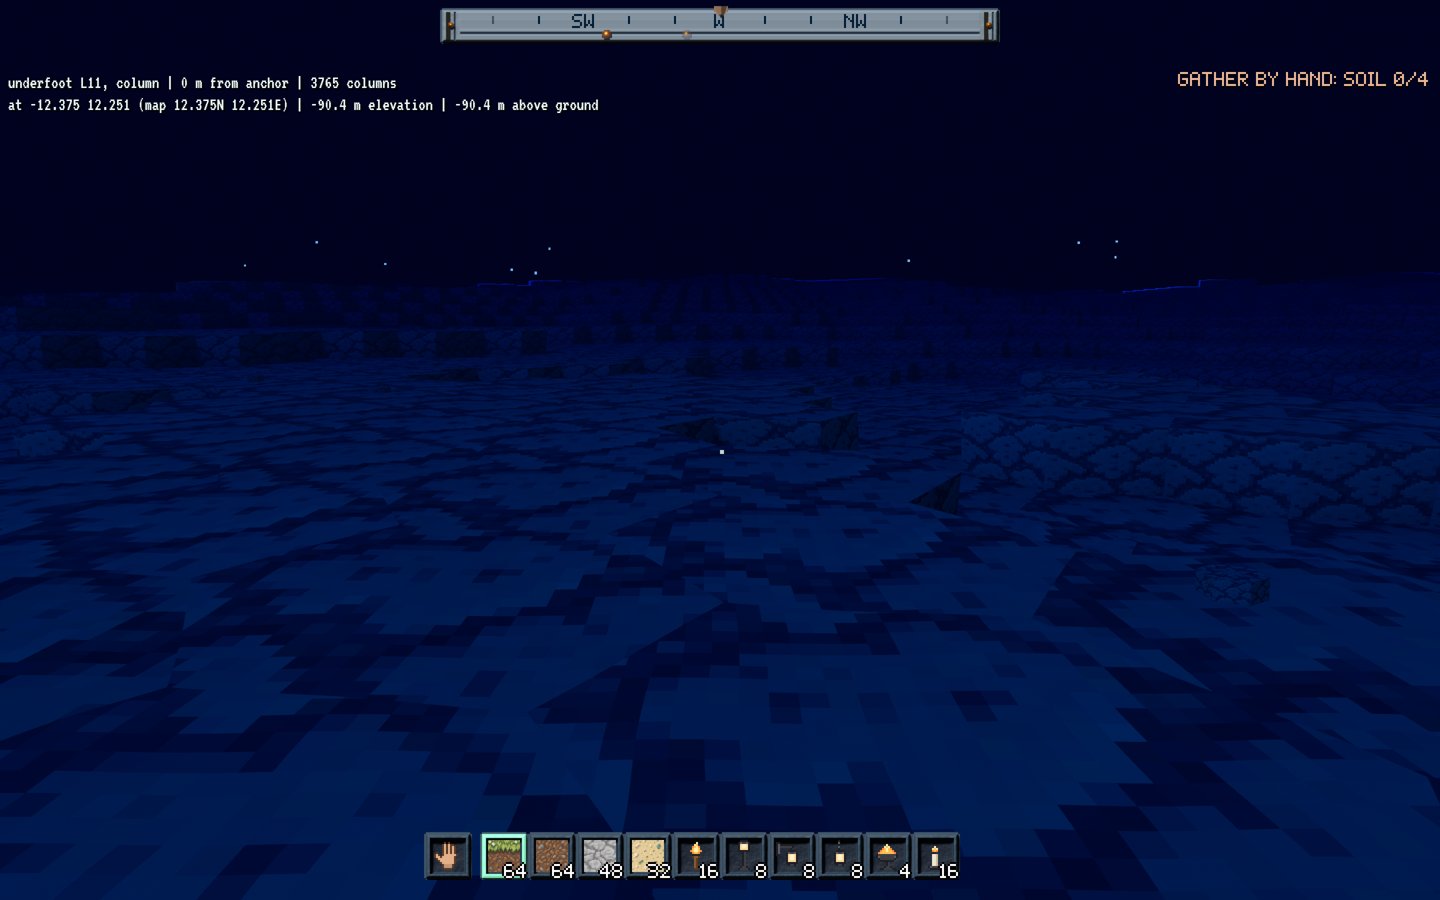 SW W NW
underfoot L11, column | 0 m from anchor | 3765 columns
GATHER BY HAND: SOIL 0/4
at -12.375 12.251 (map 12.375N 12.251E) | -90.4 m elevation | -90.4 m above ground
64 64 48 32 16 8 8 8 4 16